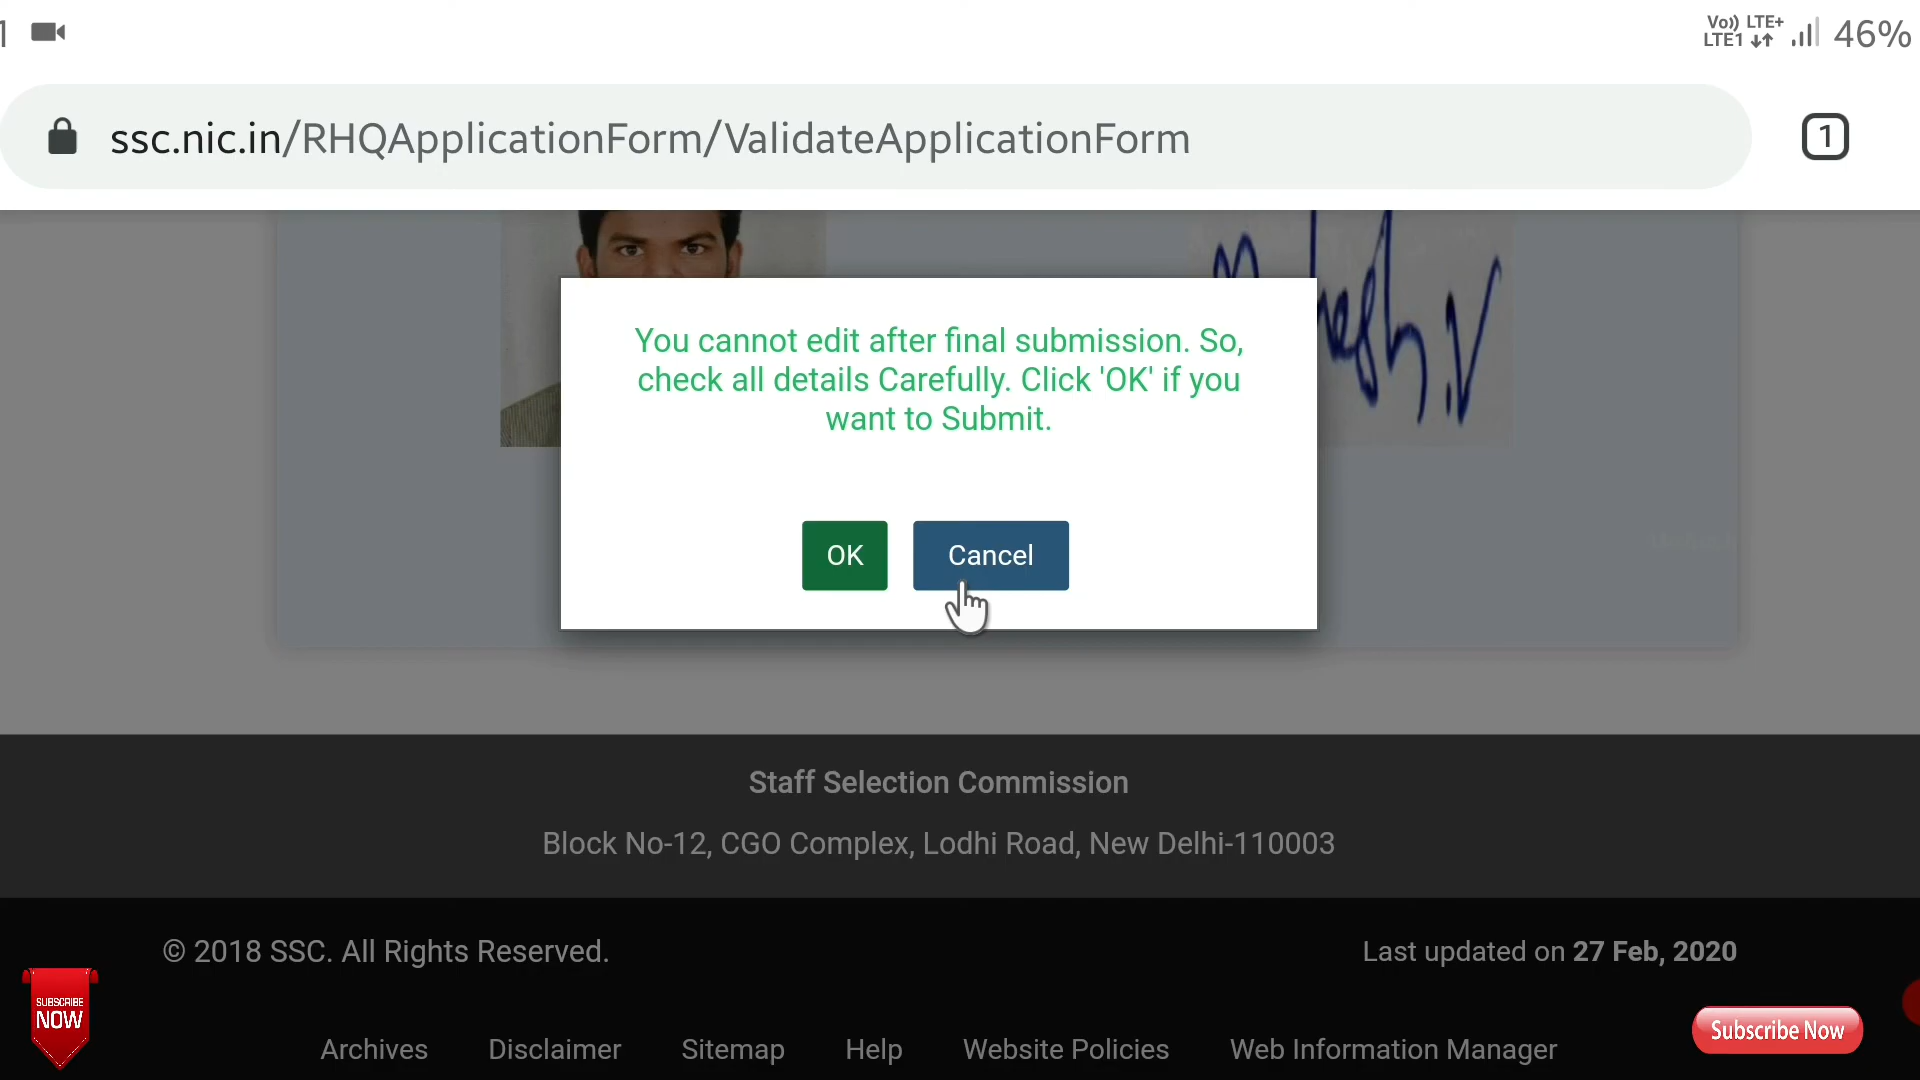 Vo)) LTE+
LTE1 46%
ssc.nic.in/RHQApplicationForm/ValidateApplicationForm
1
You cannot edit after final submission. So,
check all details Carefully. Click 'OK' if you
want to Submit.
OK Cancel
Staff Selection Commission
Block No-12, CGO Complex, Lodhi Road, New Delhi-110003
© 2018 SSC. All Rights Reserved.
Last updated on 27 Feb, 2020
SUBSCRIBE
NOW
Subscribe Now
Archives Disclaimer Sitemap Help Website Policies Web Information Manager